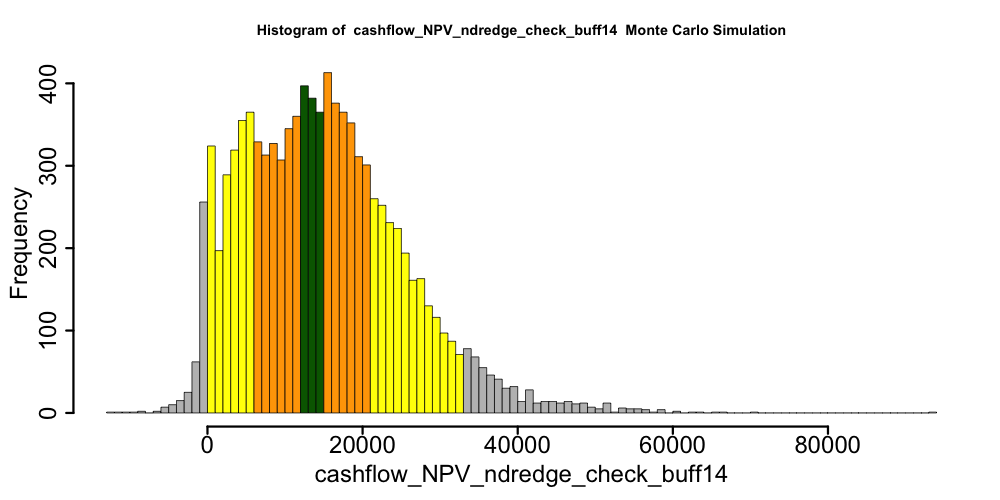 Histogram of  cashflow_NPV_ndredge_check_buff14  Monte Carlo Simulation
Frequency
400
300
200
100
0
0 20000 40000 60000 80000
cashflow_NPV_ndredge_check_buff14